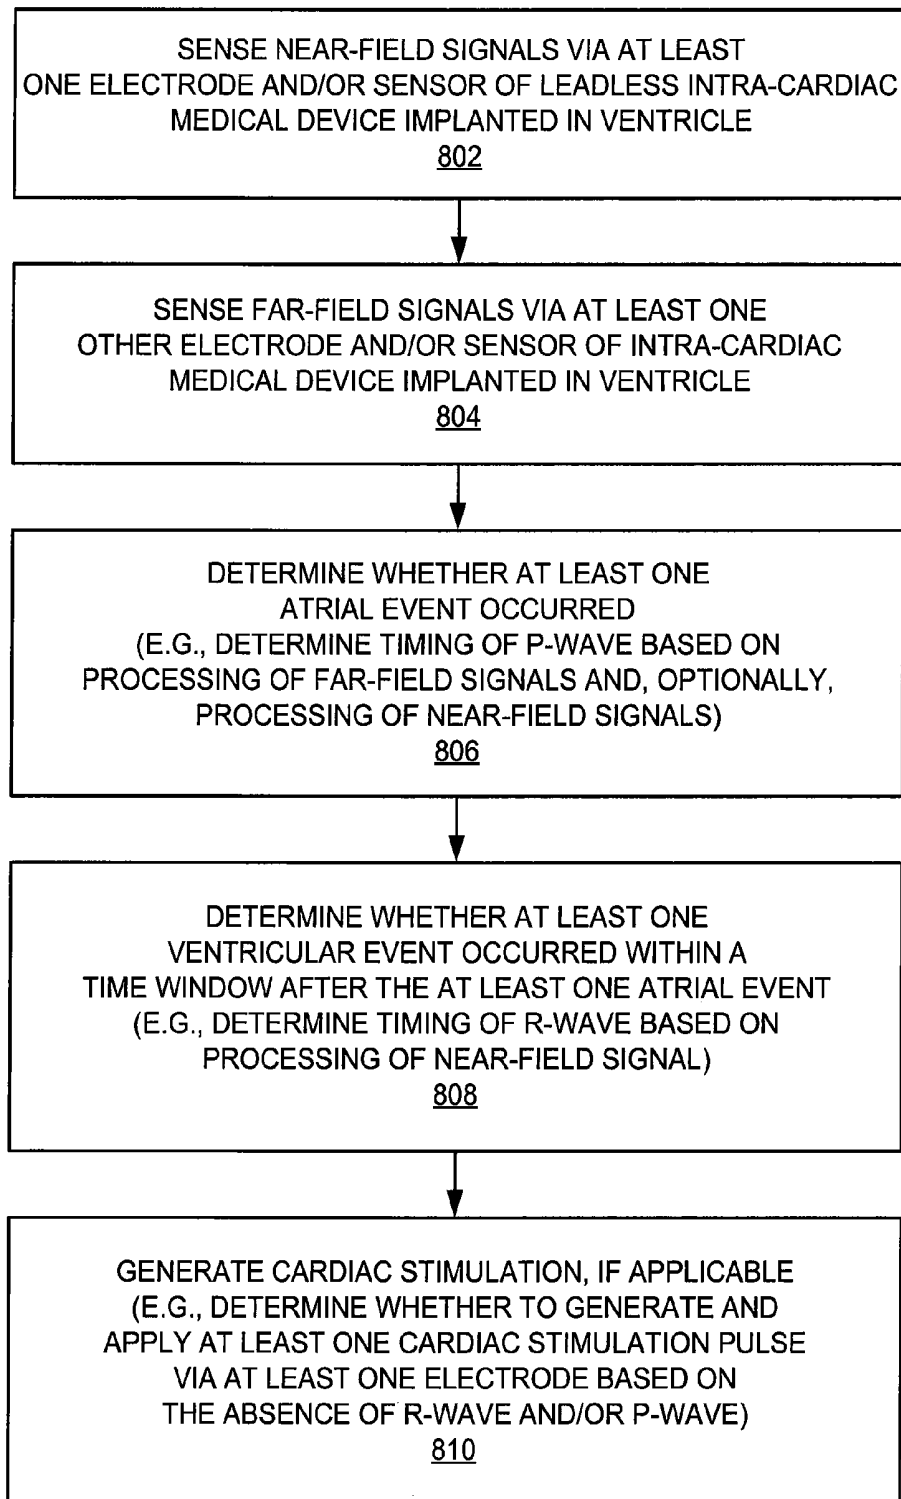 SENSE NEAR-FIELD SIGNALS VIA AT LEAST
ONE ELECTRODE AND/OR SENSOR OF LEADLESS INTRA-CARDIAC
MEDICAL DEVICE IMPLANTED IN VENTRICLE
802
SENSE FAR-FIELD SIGNALS VIA AT LEAST ONE
OTHER ELECTRODE AND/OR SENSOR OF INTRA-CARDIAC
MEDICAL DEVICE IMPLANTED IN VENTRICLE
804
DETERMINE WHETHER AT LEAST ONE
ATRIAL EVENT OCCURRED
(E.G., DETERMINE TIMING OF P-WAVE BASED ON
PROCESSING OF FAR-FIELD SIGNALS AND, OPTIONALLY,
PROCESSING OF NEAR-FIELD SIGNALS)
806
DETERMINE WHETHER AT LEAST ONE
VENTRICULAR EVENT OCCURRED WITHIN A
TIME WINDOW AFTER THE AT LEAST ONE ATRIAL EVENT
(E.G., DETERMINE TIMING OF R-WAVE BASED ON
PROCESSING OF NEAR-FIELD SIGNAL)
808
GENERATE CARDIAC STIMULATION, IF APPLICABLE
(E.G., DETERMINE WHETHER TO GENERATE AND
APPLY AT LEAST ONE CARDIAC STIMULATION PULSE
VIA AT LEAST ONE ELECTRODE BASED ON
THE ABSENCE OF R-WAVE AND/OR P-WAVE)
810